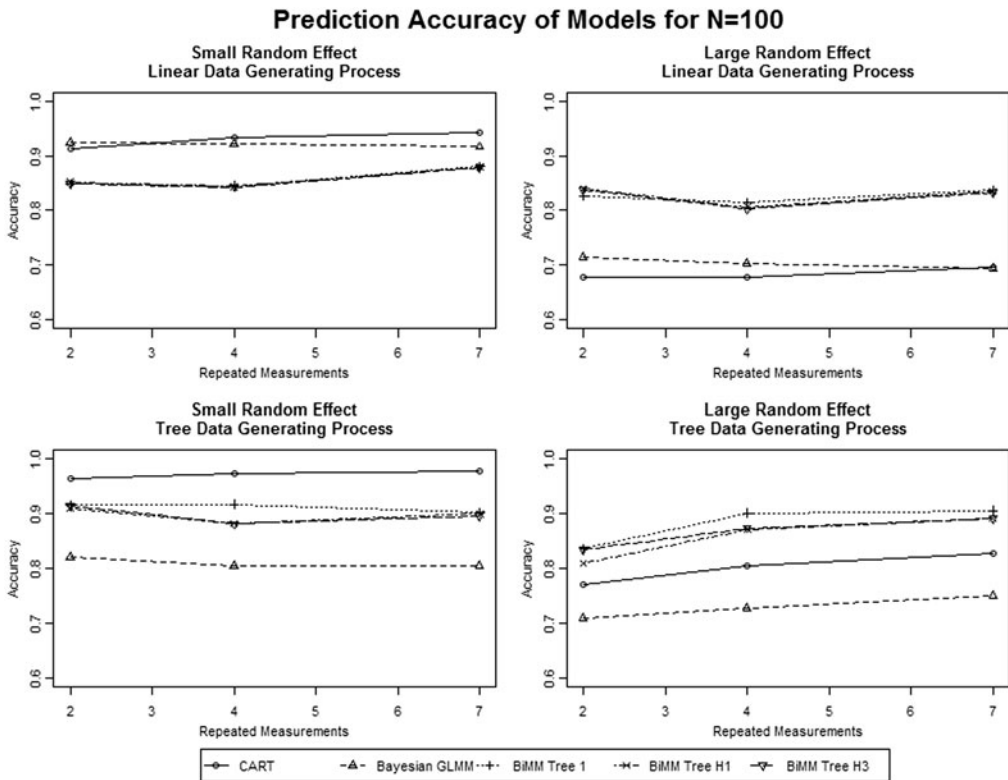 Prediction Accuracy of Models for N=100
Small Random Effect
Linear Data Generating Process
Accuracy
1.0
0.9
0.8
0.7
0.6
2
3
4
5
6
7
Repeated Measurements
Large Random Effect
Linear Data Generating Process
Accuracy
1.0
0.9
0.8
0.7
0.6
2
3
4
5
6
7
Repeated Measurements
Small Random Effect
Tree Data Generating Process
Accuracy
1.0
0.9
0.8
0.7
0.6
2
3
4
5
6
7
Repeated Measurements
Large Random Effect
Tree Data Generating Process
Accuracy
1.0
0.9
0.8
0.7
0.6
2
3
4
5
6
7
Repeated Measurements
CART
Bayesian GLMM
BiMM Tree 1
BiMM Tree H1
BiMM Tree H3